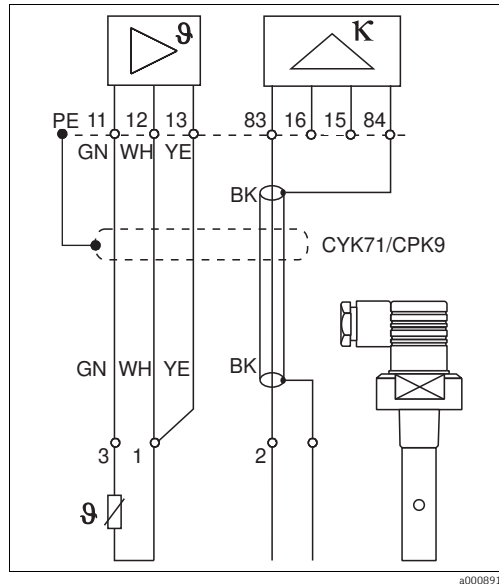 ϑ
κ
PE 11 12 13 83 16 15 84
GN WH YE
BK
CYK71/CPK9
GN WH YE BK
3 1 2
ϑ
a000891